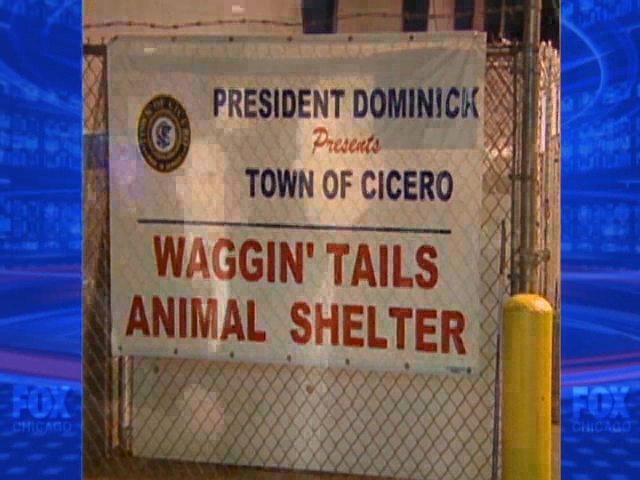 PRESIDENT DOMINICK
Presents
TOWN OF CICERO
WAGGIN' TAILS
ANIMAL SHELTER
FOX
CHICAGO
FOX
CHICAGO